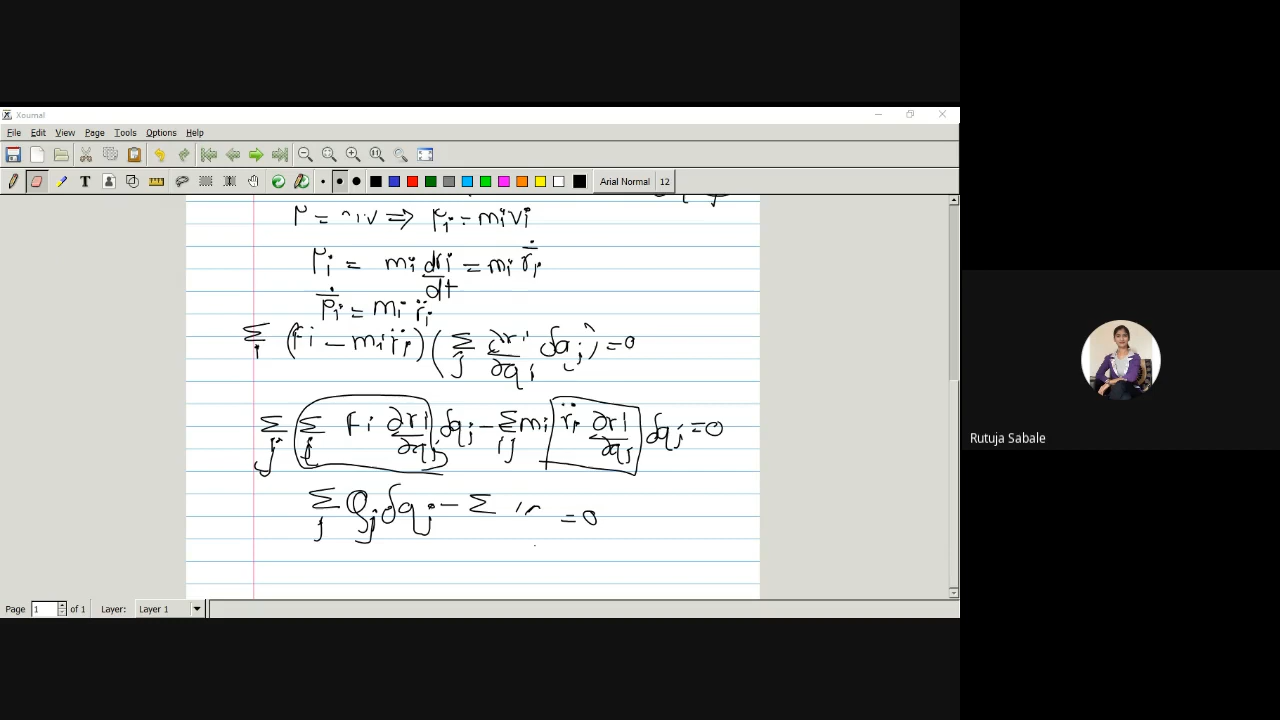 Xournal
File Edit View Page Tools Options Help
Arial Normal 12
⇒ pi = mivi
pi = mi dri/dt = mi ṙi
ṗi = mi r̈i
Σi (Fi − mi r̈i) (Σj ∂ri/∂qj δqj) = 0
Σj Σi Fi ∂ri/∂qj δqj − Σij mi r̈i ∂ri/∂qj δqj = 0
Σj Qj δqj − Σ = 0
Rutuja Sabale
Page 1 of 1 Layer: Layer 1